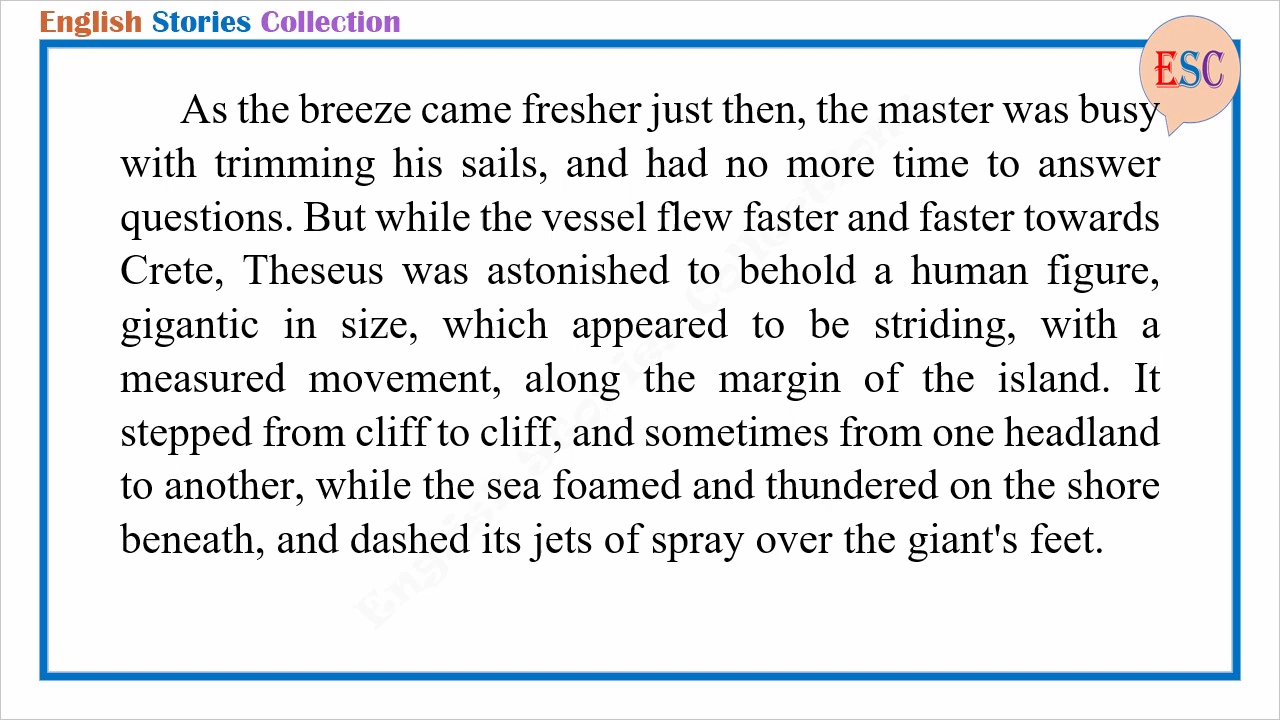 English Stories Collection
ESC
As the breeze came fresher just then, the master was busy
with trimming his sails, and had no more time to answer
questions. But while the vessel flew faster and faster towards
Crete, Theseus was astonished to behold a human figure,
gigantic in size, which appeared to be striding, with a
measured movement, along the margin of the island. It
stepped from cliff to cliff, and sometimes from one headland
to another, while the sea foamed and thundered on the shore
beneath, and dashed its jets of spray over the giant's feet.
English Stories Collection